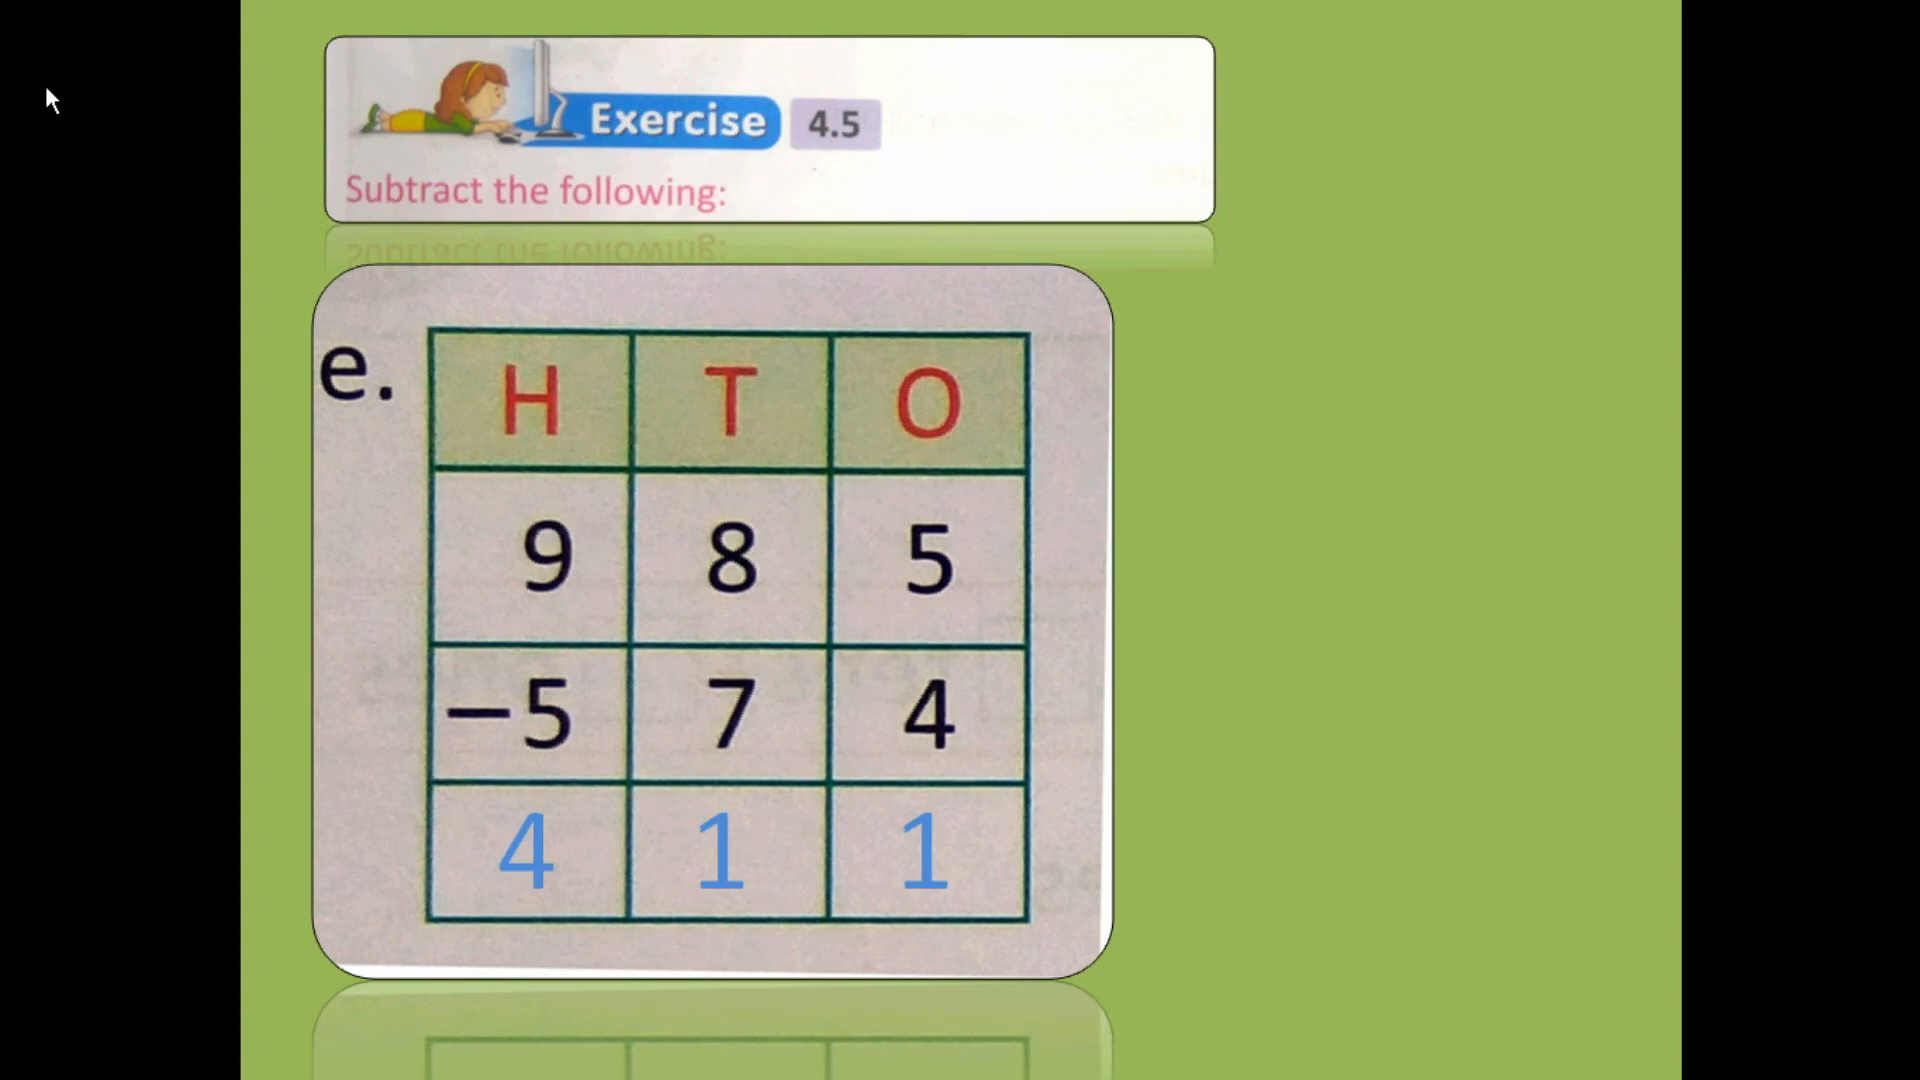 Exercise 4.5
Subtract the following:
e.
H T O
9 8 5
–5 7 4
4 1 1